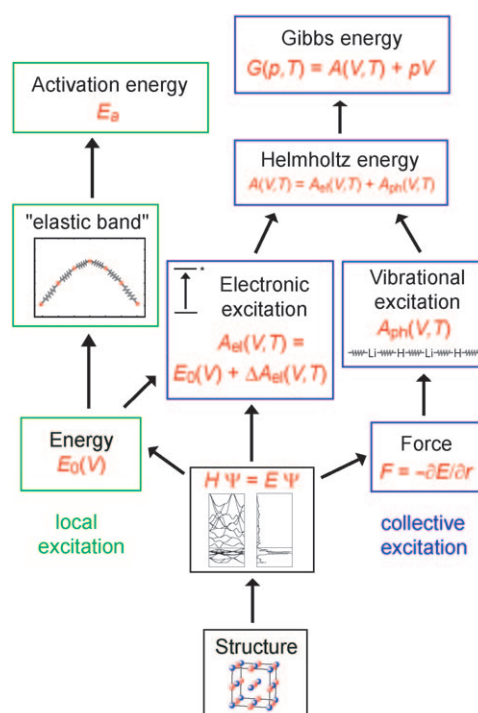 Gibbs energy
G(p,T) = A(V,T) + pV
Activation energy
Ea
Helmholtz energy
A(V,T) = Ael(V,T) + Aph(V,T)
"elastic band"
*
Electronic
excitation
Ael(V,T) =
E0(V) + ΔAel(V,T)
Vibrational
excitation
Aph(V,T)
Li H Li H
Energy
E0(V)
H Ψ = E Ψ
Force
F = –∂E/∂r
local
excitation
collective
excitation
Structure